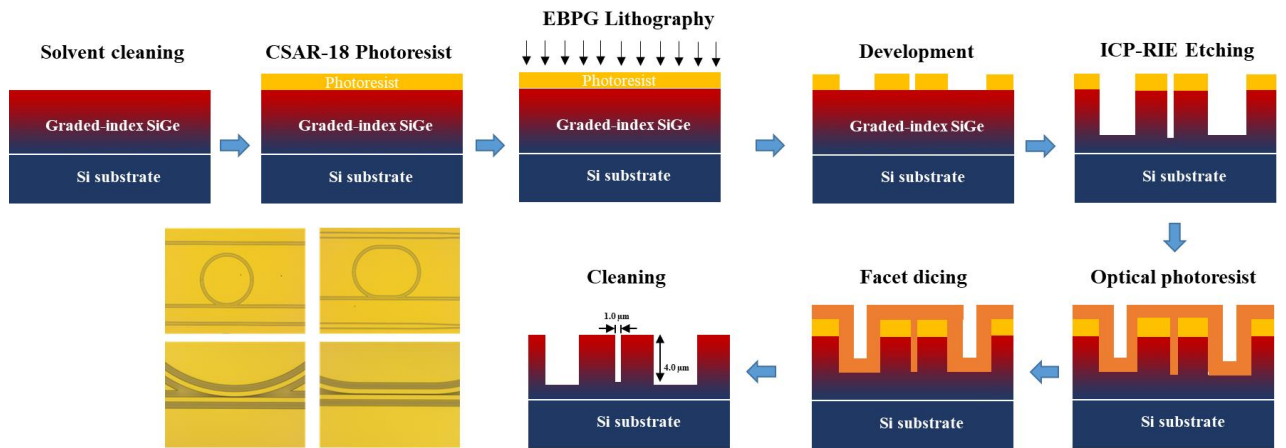 EBPG Lithography
Solvent cleaning
CSAR-18 Photoresist
Development
ICP-RIE Etching
Photoresist
Photoresist
Graded-index SiGe
Graded-index SiGe
Graded-index SiGe
Graded-index SiGe
Si substrate
Si substrate
Si substrate
Si substrate
Si substrate
Cleaning
Facet dicing
Optical photoresist
1.0 μm
4.0 μm
Si substrate
Si substrate
Si substrate